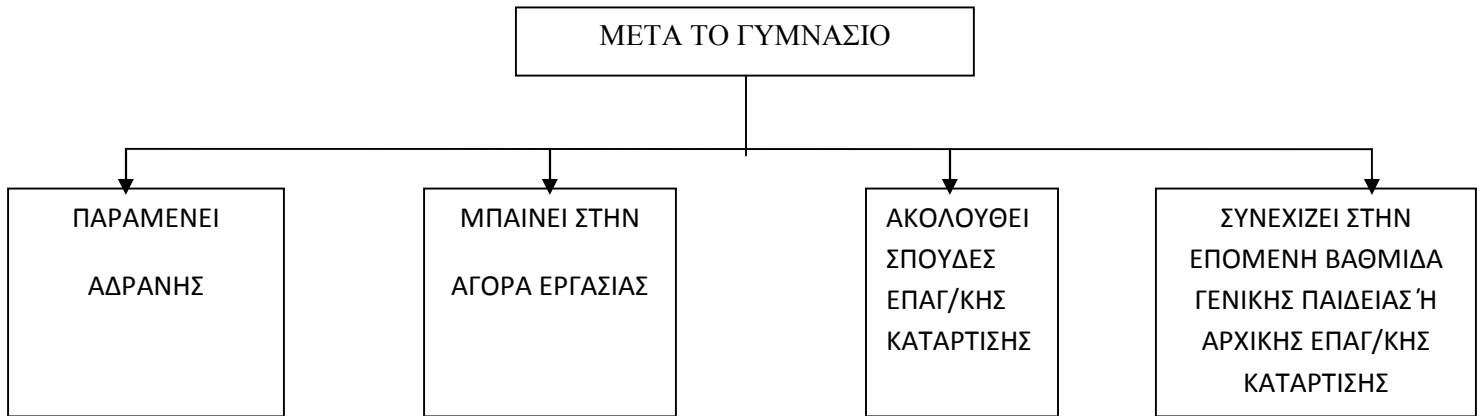 ΜΕΤΑ ΤΟ ΓΥΜΝΑΣΙΟ
ΠΑΡΑΜΕΝΕΙ
ΑΔΡΑΝΗΣ
ΜΠΑΙΝΕΙ ΣΤΗΝ
ΑΓΟΡΑ ΕΡΓΑΣΙΑΣ
ΑΚΟΛΟΥΘΕΙ
ΣΠΟΥΔΕΣ
ΕΠΑΓ/ΚΗΣ
ΚΑΤΑΡΤΙΣΗΣ
ΣΥΝΕΧΙΖΕΙ ΣΤΗΝ
ΕΠΟΜΕΝΗ ΒΑΘΜΙΔΑ
ΓΕΝΙΚΗΣ ΠΑΙΔΕΙΑΣ Ή
ΑΡΧΙΚΗΣ ΕΠΑΓ/ΚΗΣ
ΚΑΤΑΡΤΙΣΗΣ